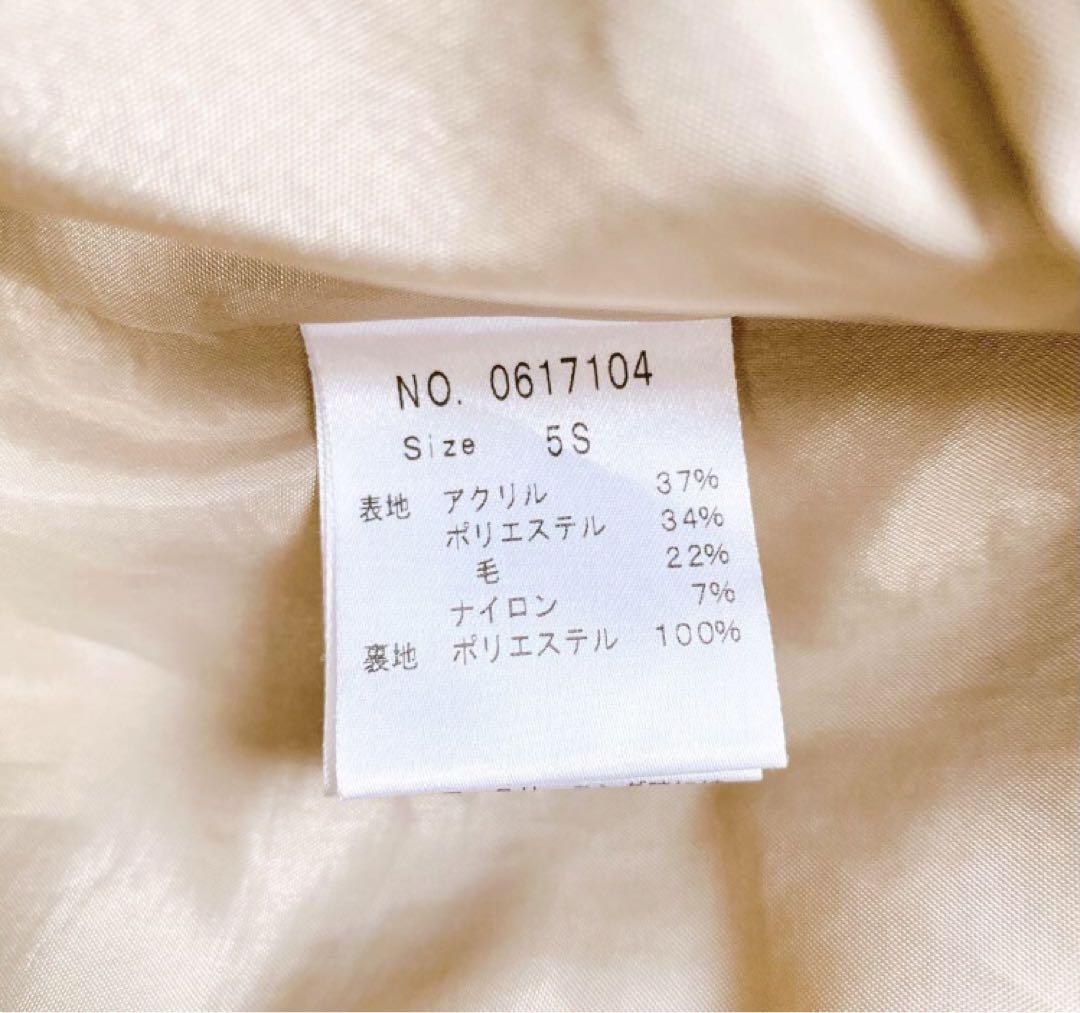 NO. 0617104
Size 5S
表地 アクリル 37%
ポリエステル 34%
毛 22%
ナイロン 7%
裏地 ポリエステル 100%